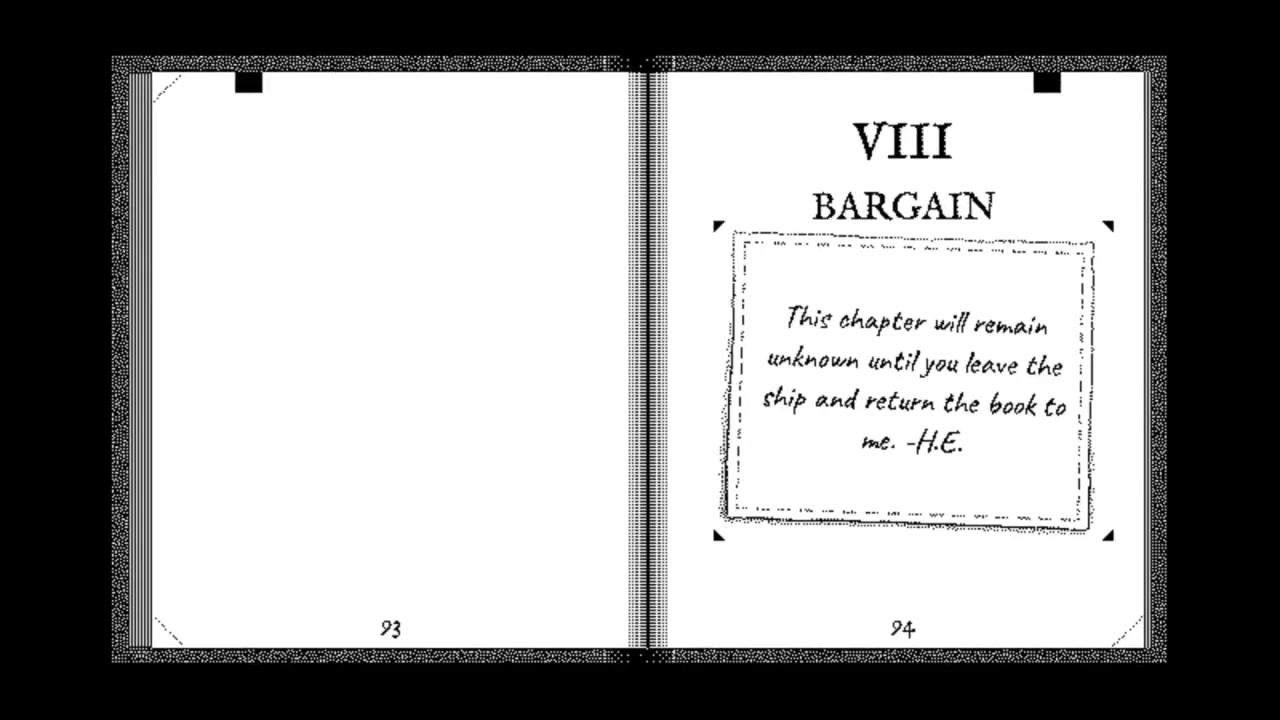 VIII
BARGAIN
This chapter will remain
unknown until you leave the
ship and return the book to
me. -H.E.
93
94